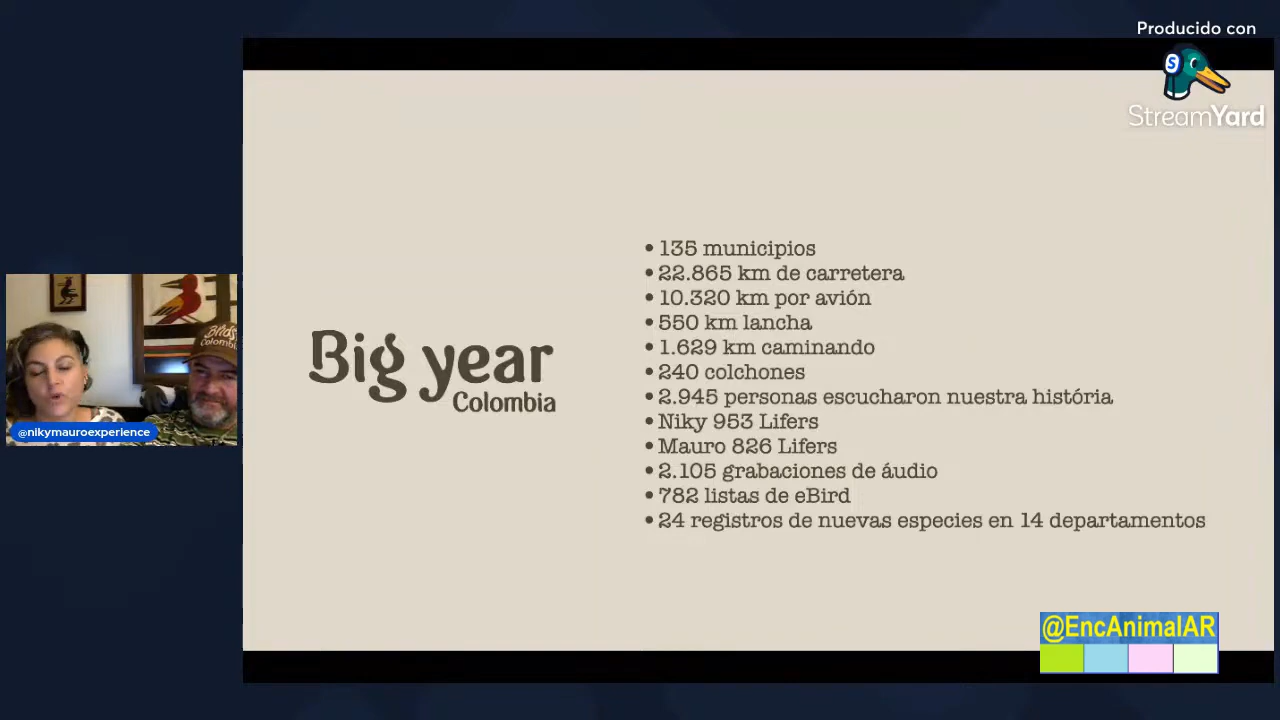 Producido con
S
StreamYard
Big year
Colombia
• 135 municipios
• 22.865 km de carretera
• 10.320 km por avión
• 550 km lancha
• 1.629 km caminando
• 240 colchones
• 2.945 personas escucharon nuestra história
• Niky 953 Lifers
• Mauro 826 Lifers
• 2.105 grabaciones de áudio
• 782 listas de eBird
• 24 registros de nuevas especies en 14 departamentos
Birds
Colombia
@nikymauroexperience
@EncAnimalAR